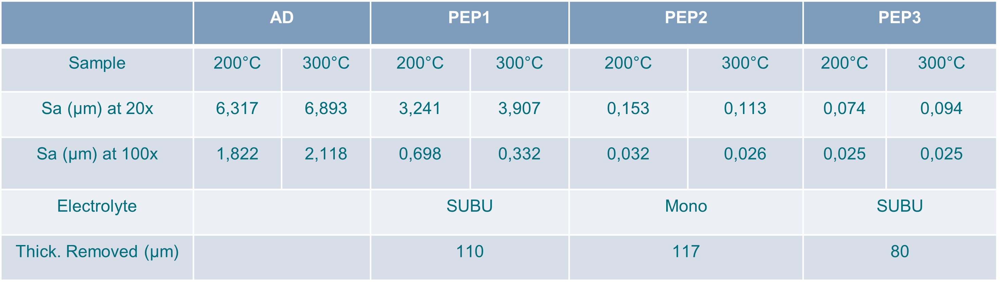 AD PEP1 PEP2 PEP3
Sample 200°C 300°C 200°C 300°C 200°C 300°C 200°C 300°C
Sa (µm) at 20x 6,317 6,893 3,241 3,907 0,153 0,113 0,074 0,094
Sa (µm) at 100x 1,822 2,118 0,698 0,332 0,032 0,026 0,025 0,025
Electrolyte SUBU Mono SUBU
Thick. Removed (µm) 110 117 80